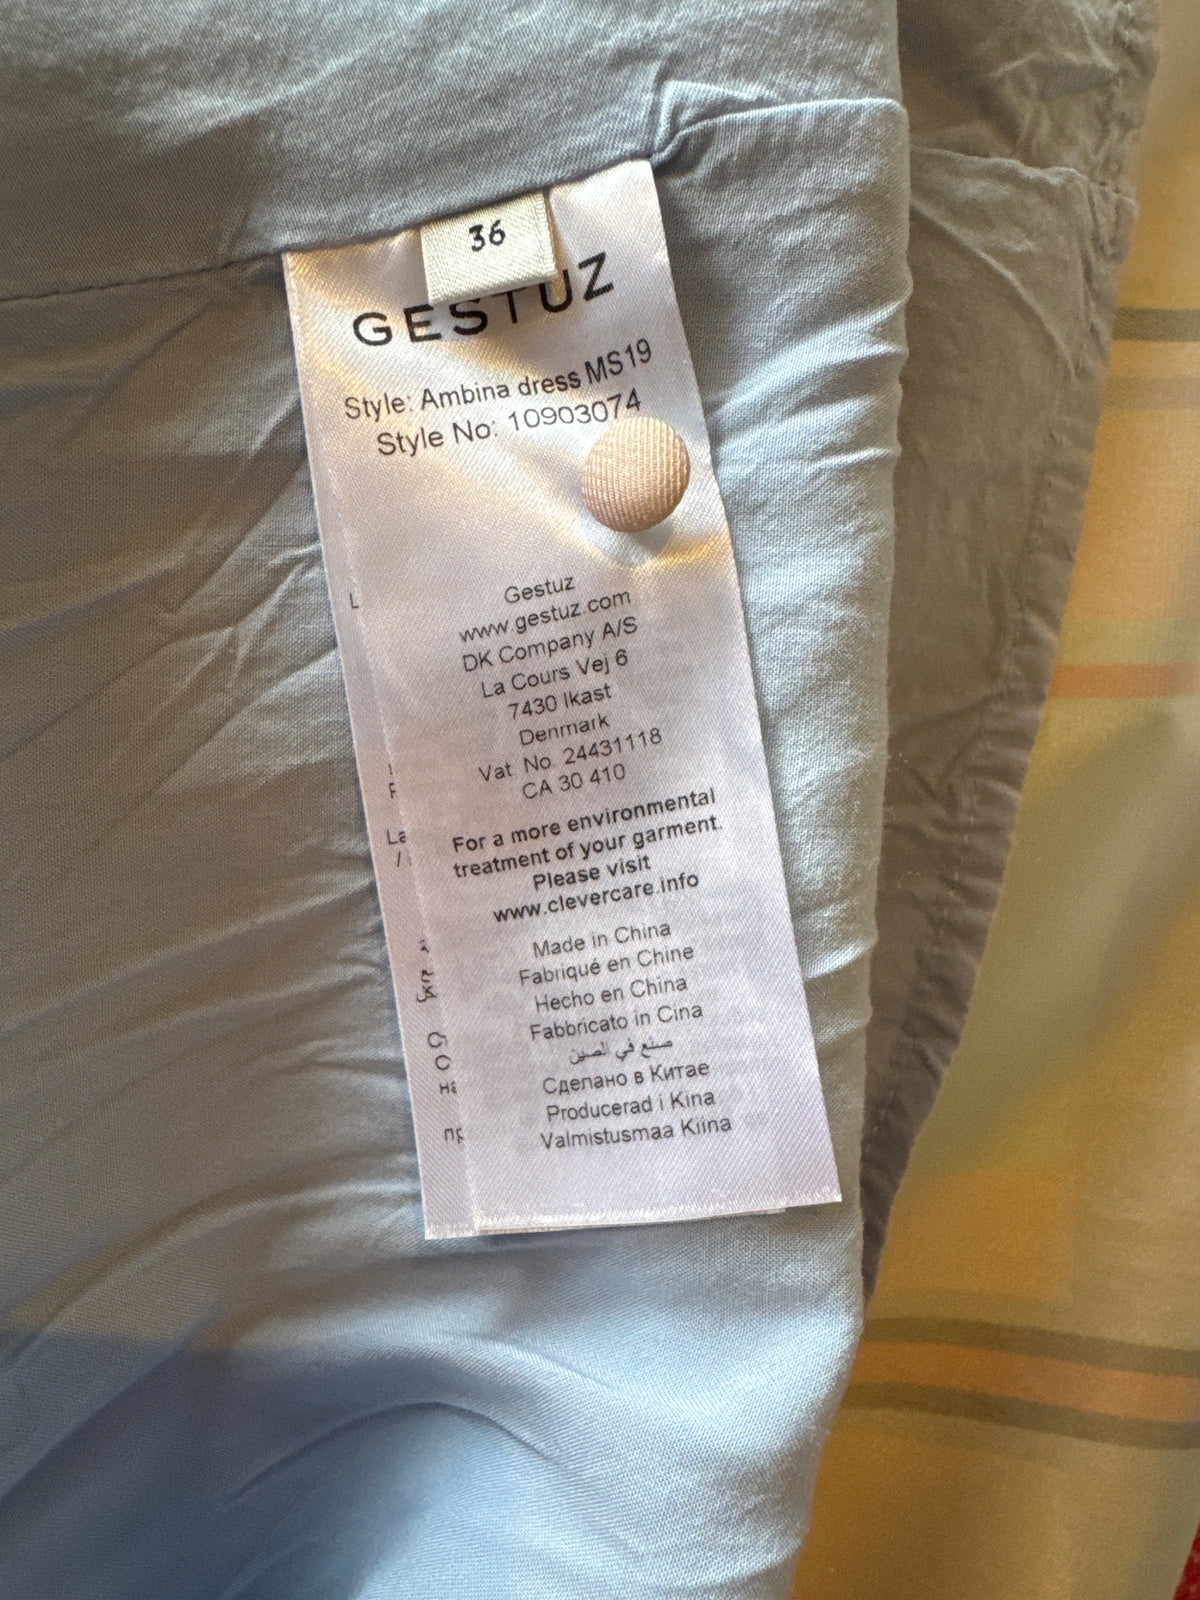 36
GESTUZ
Style: Ambina dress MS19
Style No: 10903074
Gestuz
www.gestuz.com
DK Company A/S
La Cours Vej 6
7430 Ikast
Denmark
Vat. No. 24431118
CA 30 410
For a more environmental
treatment of your garment.
Please visit
www.clevercare.info
Made in China
Fabriqué en Chine
Hecho en China
Fabbricato in Cina
صنع في الصين
Сделано в Китае
Producerad i Kina
Valmistusmaa Kiina